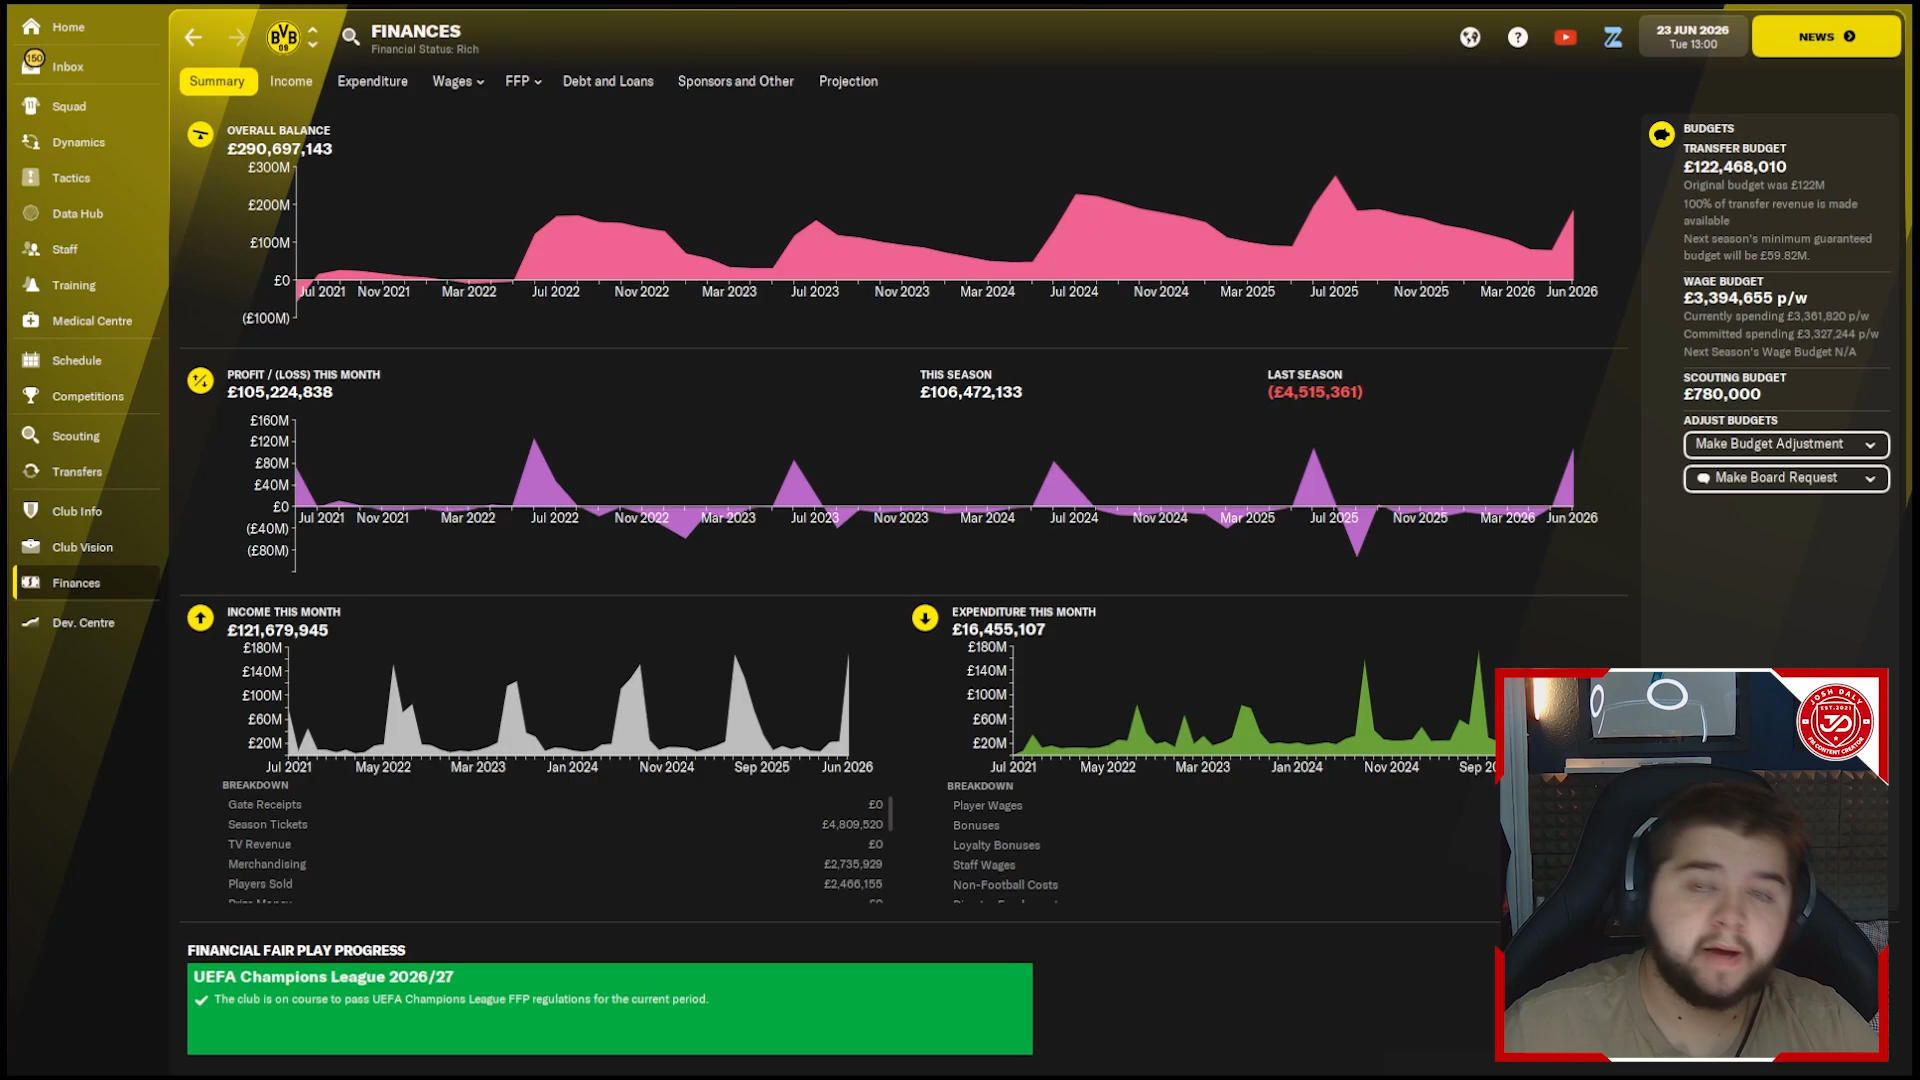 Home
150
Inbox
Squad
Dynamics
Tactics
Data Hub
Staff
Training
Medical Centre
Schedule
Competitions
Scouting
Transfers
Club Info
Club Vision
Finances
Dev. Centre
BVB
09
FINANCES
Financial Status: Rich
23 JUN 2026
Tue 13:00
NEWS
Summary
Income
Expenditure
Wages
FFP
Debt and Loans
Sponsors and Other
Projection
OVERALL BALANCE
£290,697,143
£300M
£200M
£100M
£0
(£100M)
Jul 2021 Nov 2021 Mar 2022 Jul 2022 Nov 2022 Mar 2023 Jul 2023 Nov 2023 Mar 2024 Jul 2024 Nov 2024 Mar 2025 Jul 2025 Nov 2025 Mar 2026 Jun 2026
PROFIT / (LOSS) THIS MONTH
£105,224,838
THIS SEASON
£106,472,133
LAST SEASON
(£4,515,361)
£160M
£120M
£80M
£40M
£0
(£40M)
(£80M)
Jul 2021 Nov 2021 Mar 2022 Jul 2022 Nov 2022 Mar 2023 Jul 2023 Nov 2023 Mar 2024 Jul 2024 Nov 2024 Mar 2025 Jul 2025 Nov 2025 Mar 2026 Jun 2026
INCOME THIS MONTH
£121,679,945
£180M
£140M
£100M
£60M
£20M
Jul 2021 May 2022 Mar 2023 Jan 2024 Nov 2024 Sep 2025 Jun 2026
BREAKDOWN
Gate Receipts £0
Season Tickets £4,809,520
TV Revenue £0
Merchandising £2,735,929
Players Sold £2,466,155
EXPENDITURE THIS MONTH
£16,455,107
£180M
£140M
£100M
£60M
£20M
Jul 2021 May 2022 Mar 2023 Jan 2024 Nov 2024 Sep 20
BREAKDOWN
Player Wages
Bonuses
Loyalty Bonuses
Staff Wages
Non-Football Costs
FINANCIAL FAIR PLAY PROGRESS
UEFA Champions League 2026/27
The club is on course to pass UEFA Champions League FFP regulations for the current period.
BUDGETS
TRANSFER BUDGET
£122,468,010
Original budget was £122M
100% of transfer revenue is made
available
Next season's minimum guaranteed
budget will be £59.82M.
WAGE BUDGET
£3,394,655 p/w
Currently spending £3,361,820 p/w
Committed spending £3,327,244 p/w
Next Season's Wage Budget N/A
SCOUTING BUDGET
£780,000
ADJUST BUDGETS
Make Budget Adjustment
Make Board Request
JOSH DALY
EST. 2021
JD
FM CONTENT CREATOR